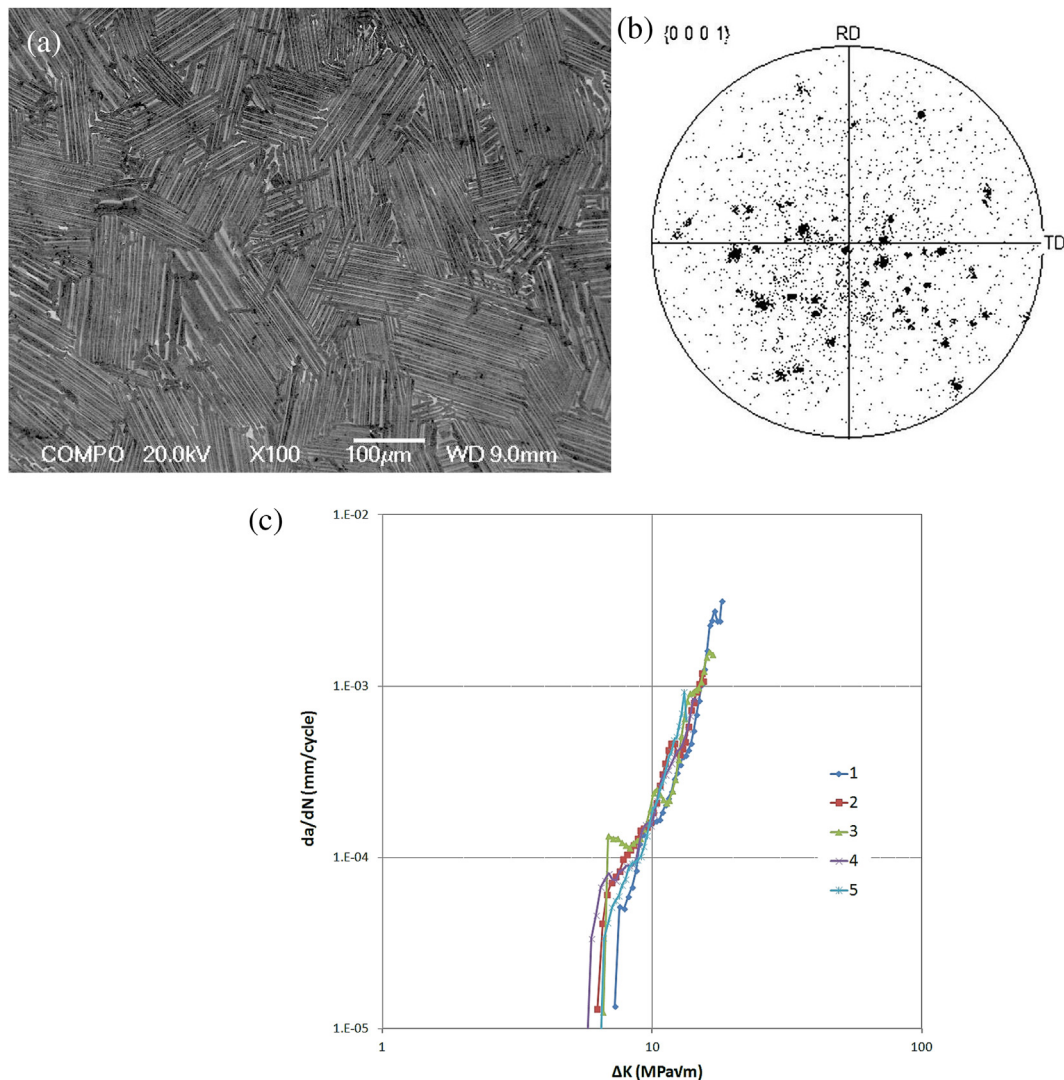 (a)
COMPO 20.0kV X100 100μm WD 9.0mm
(b)
{0 0 0 1}
RD
TD
(c)
1.E-02
1.E-03
1.E-04
1.E-05
da/dN (mm/cycle)
1
2
3
4
5
1 10 100
ΔK (MPa√m)